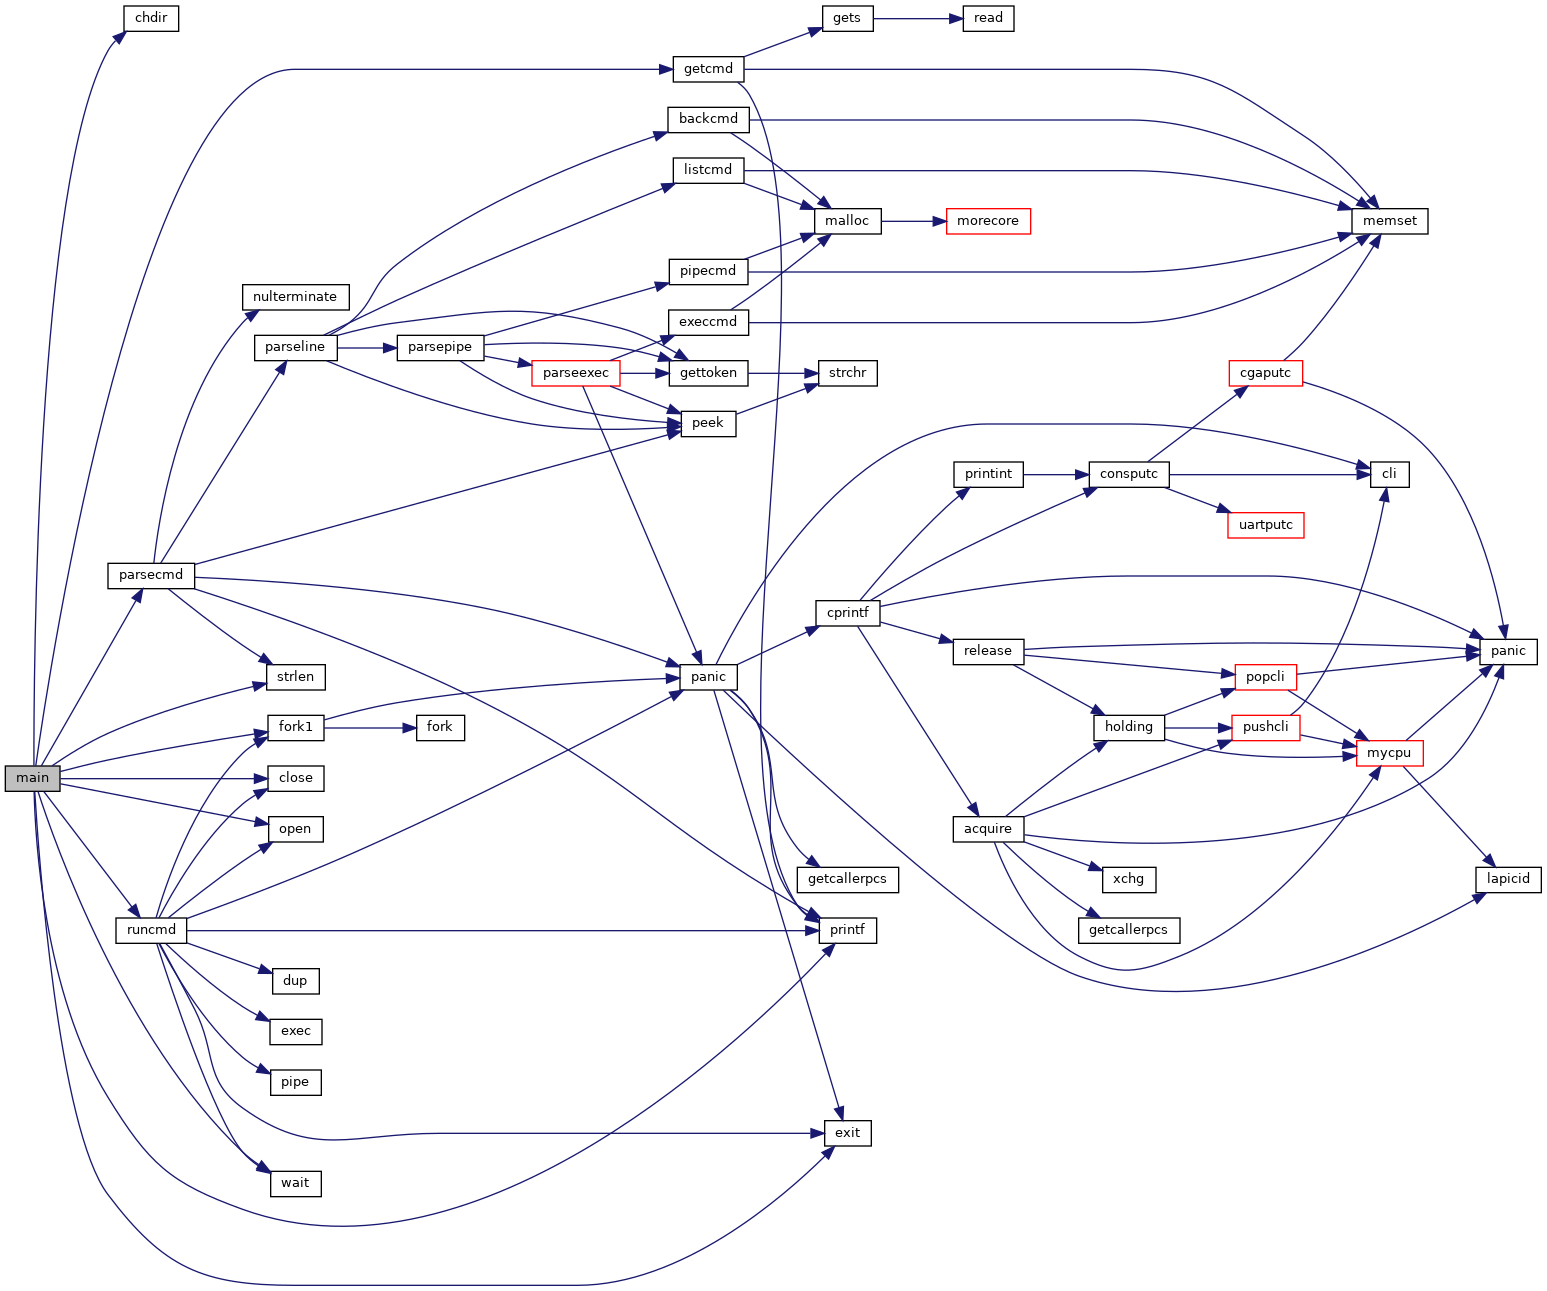 chdir
gets
read
getcmd
backcmd
listcmd
malloc
morecore
memset
pipecmd
nulterminate
execcmd
parseline
parsepipe
parseexec
gettoken
strchr
cgaputc
peek
printint
consputc
cli
uartputc
parsecmd
cprintf
release
panic
strlen
panic
popcli
fork1
fork
holding
pushcli
mycpu
main
close
open
acquire
getcallerpcs
xchg
lapicid
runcmd
printf
getcallerpcs
dup
exec
pipe
exit
wait